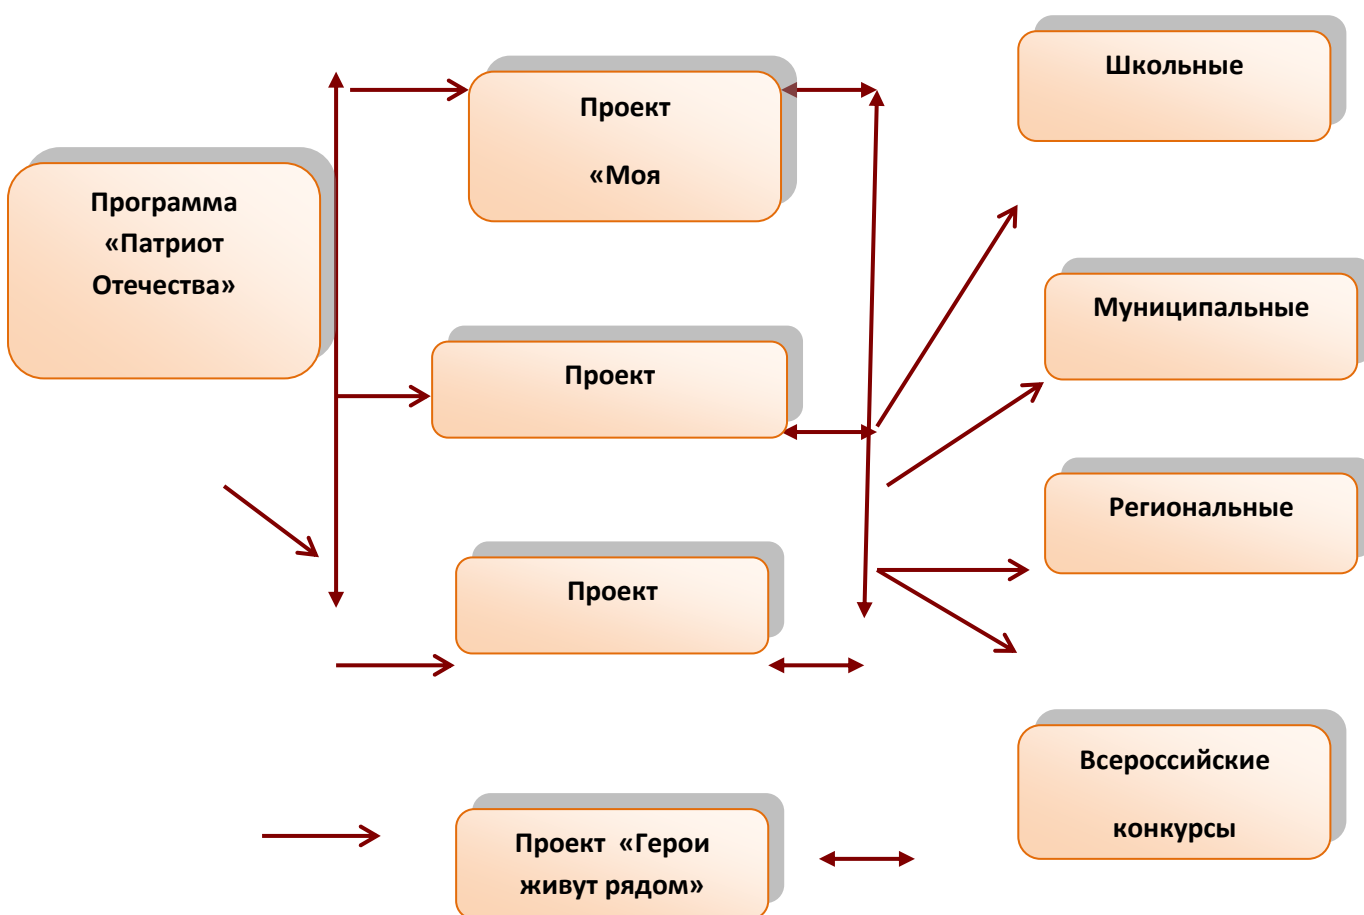 Программа
«Патриот
Отечества»
Проект
«Моя
Проект
Проект
Проект «Герои
живут рядом»
Школьные
Муниципальные
Региональные
Всероссийские
конкурсы